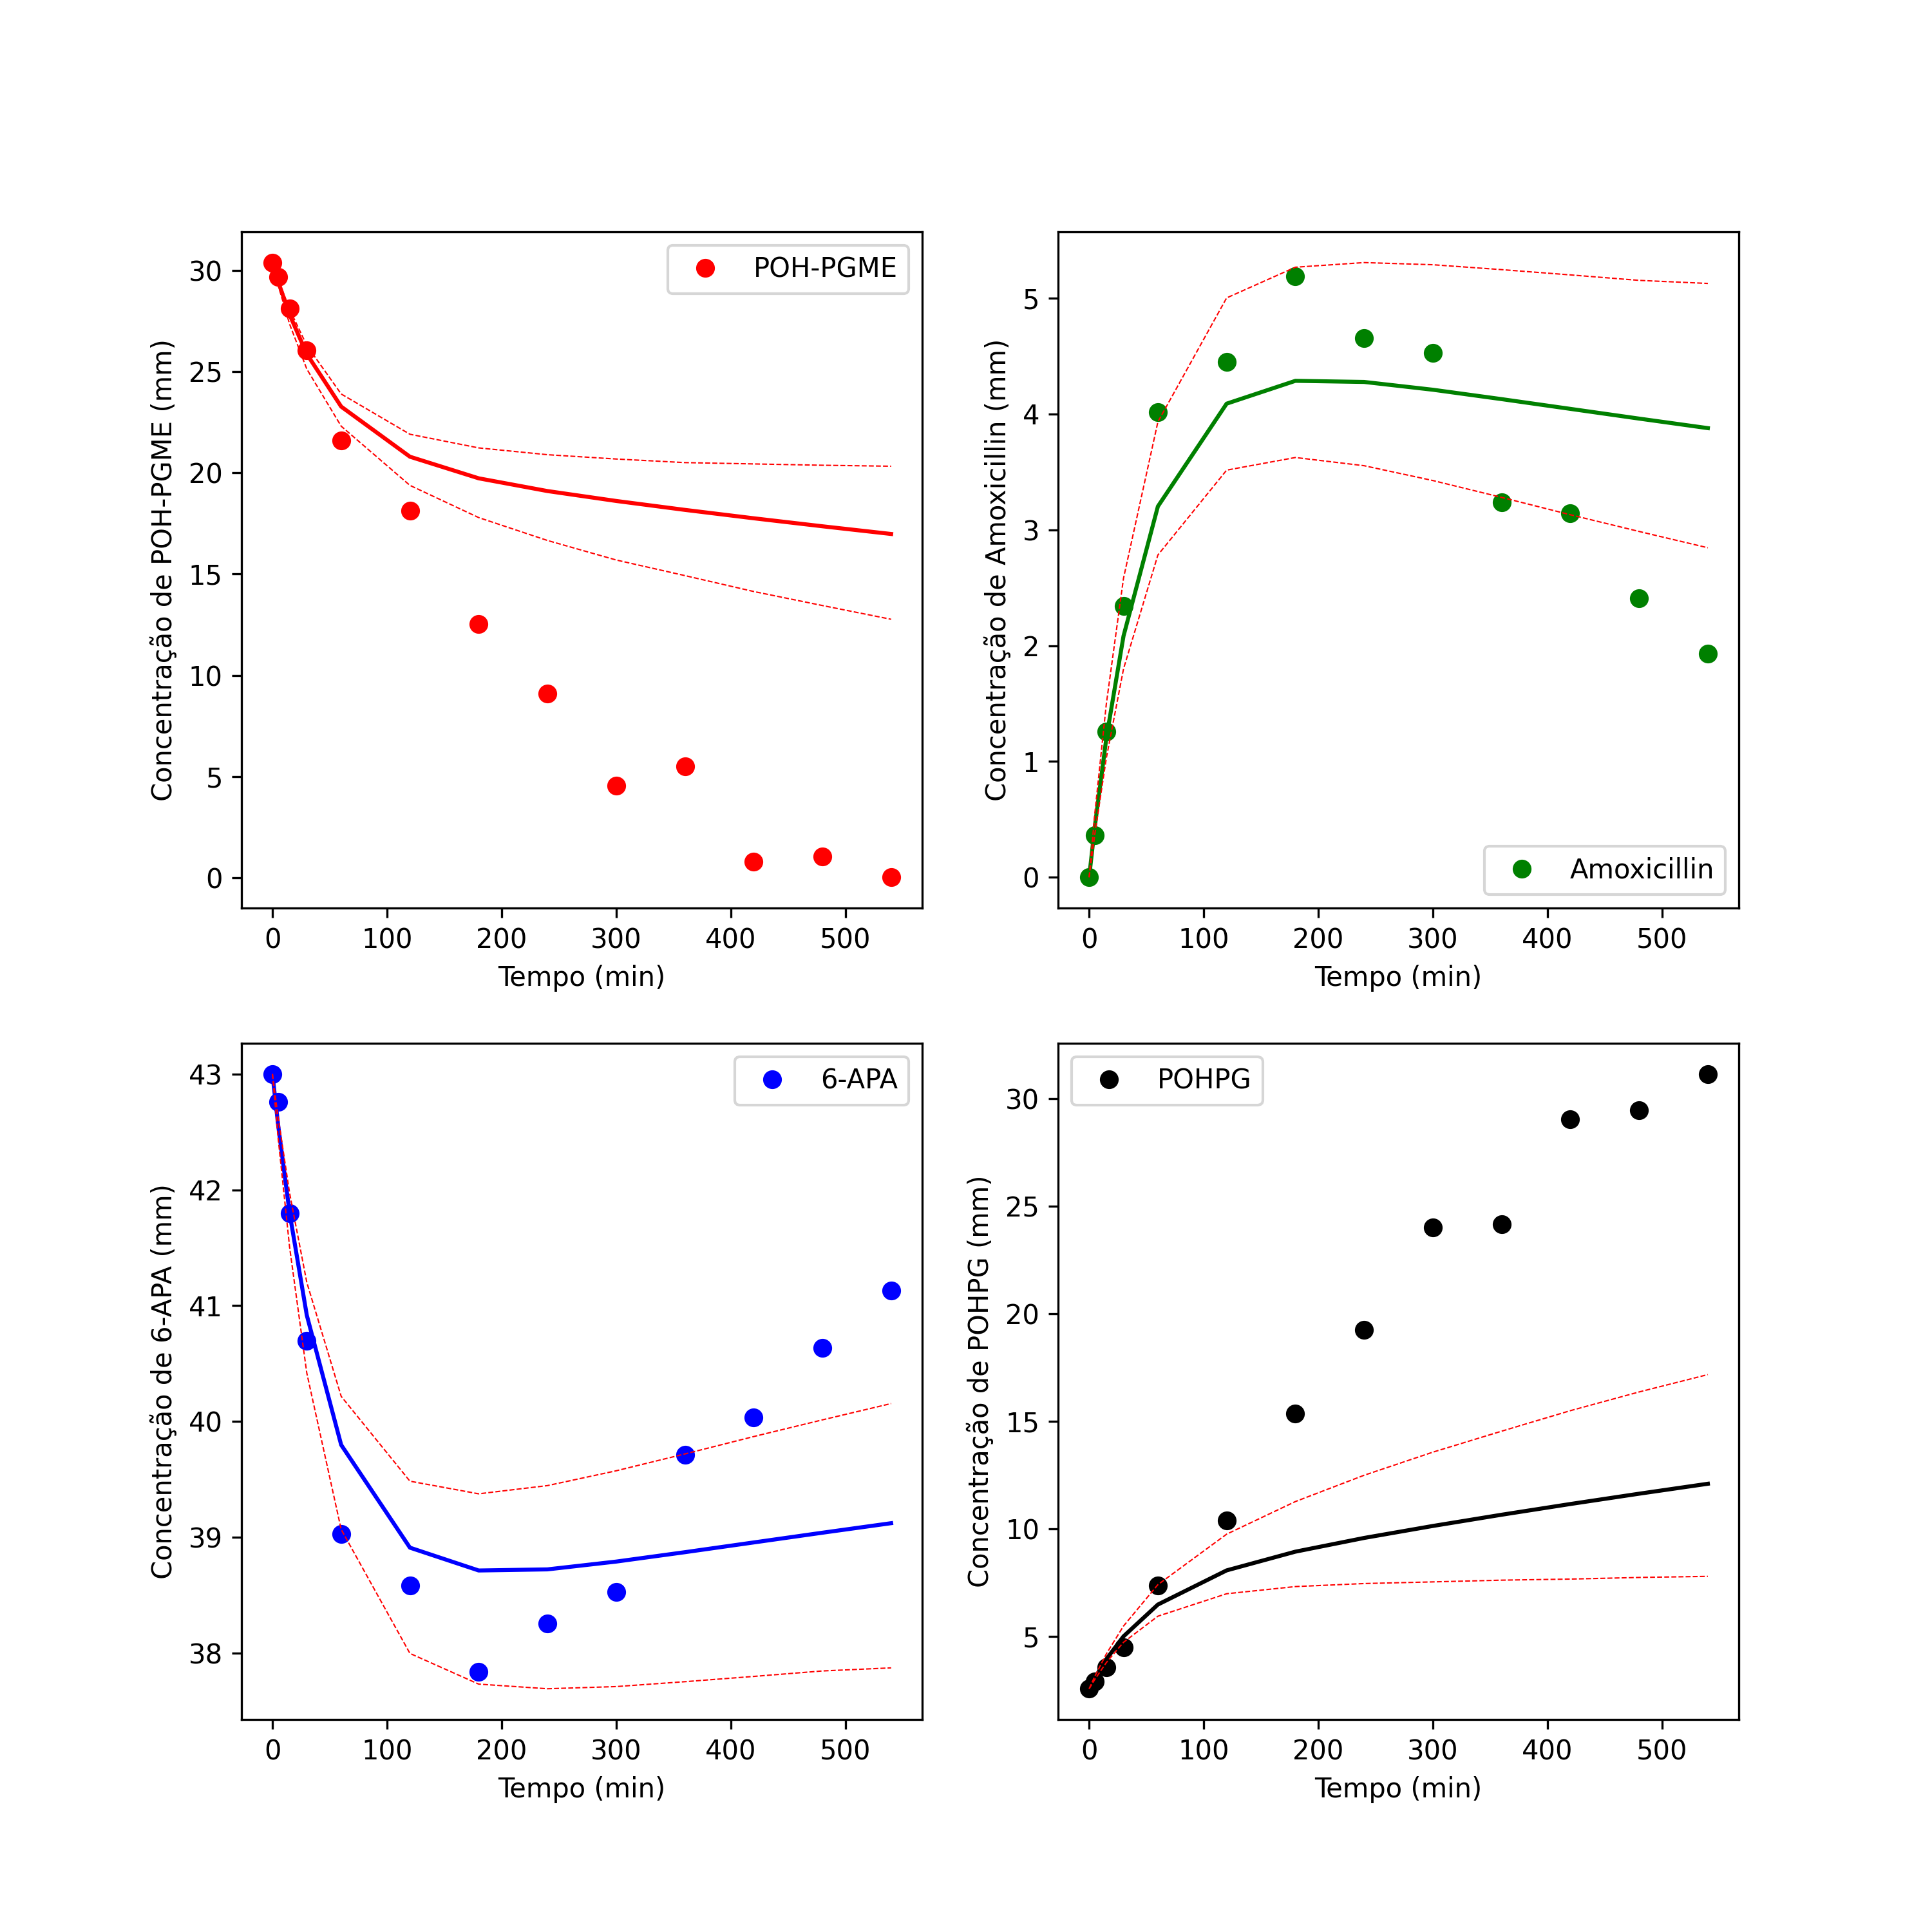 POH-PGME
Concentração de POH-PGME (mm)
30
25
20
15
10
5
0
0 100 200 300 400 500
Tempo (min)
Amoxicillin
Concentração de Amoxicillin (mm)
5
4
3
2
1
0
0 100 200 300 400 500
Tempo (min)
6-APA
Concentração de 6-APA (mm)
43
42
41
40
39
38
0 100 200 300 400 500
Tempo (min)
POHPG
Concentração de POHPG (mm)
30
25
20
15
10
5
0 100 200 300 400 500
Tempo (min)